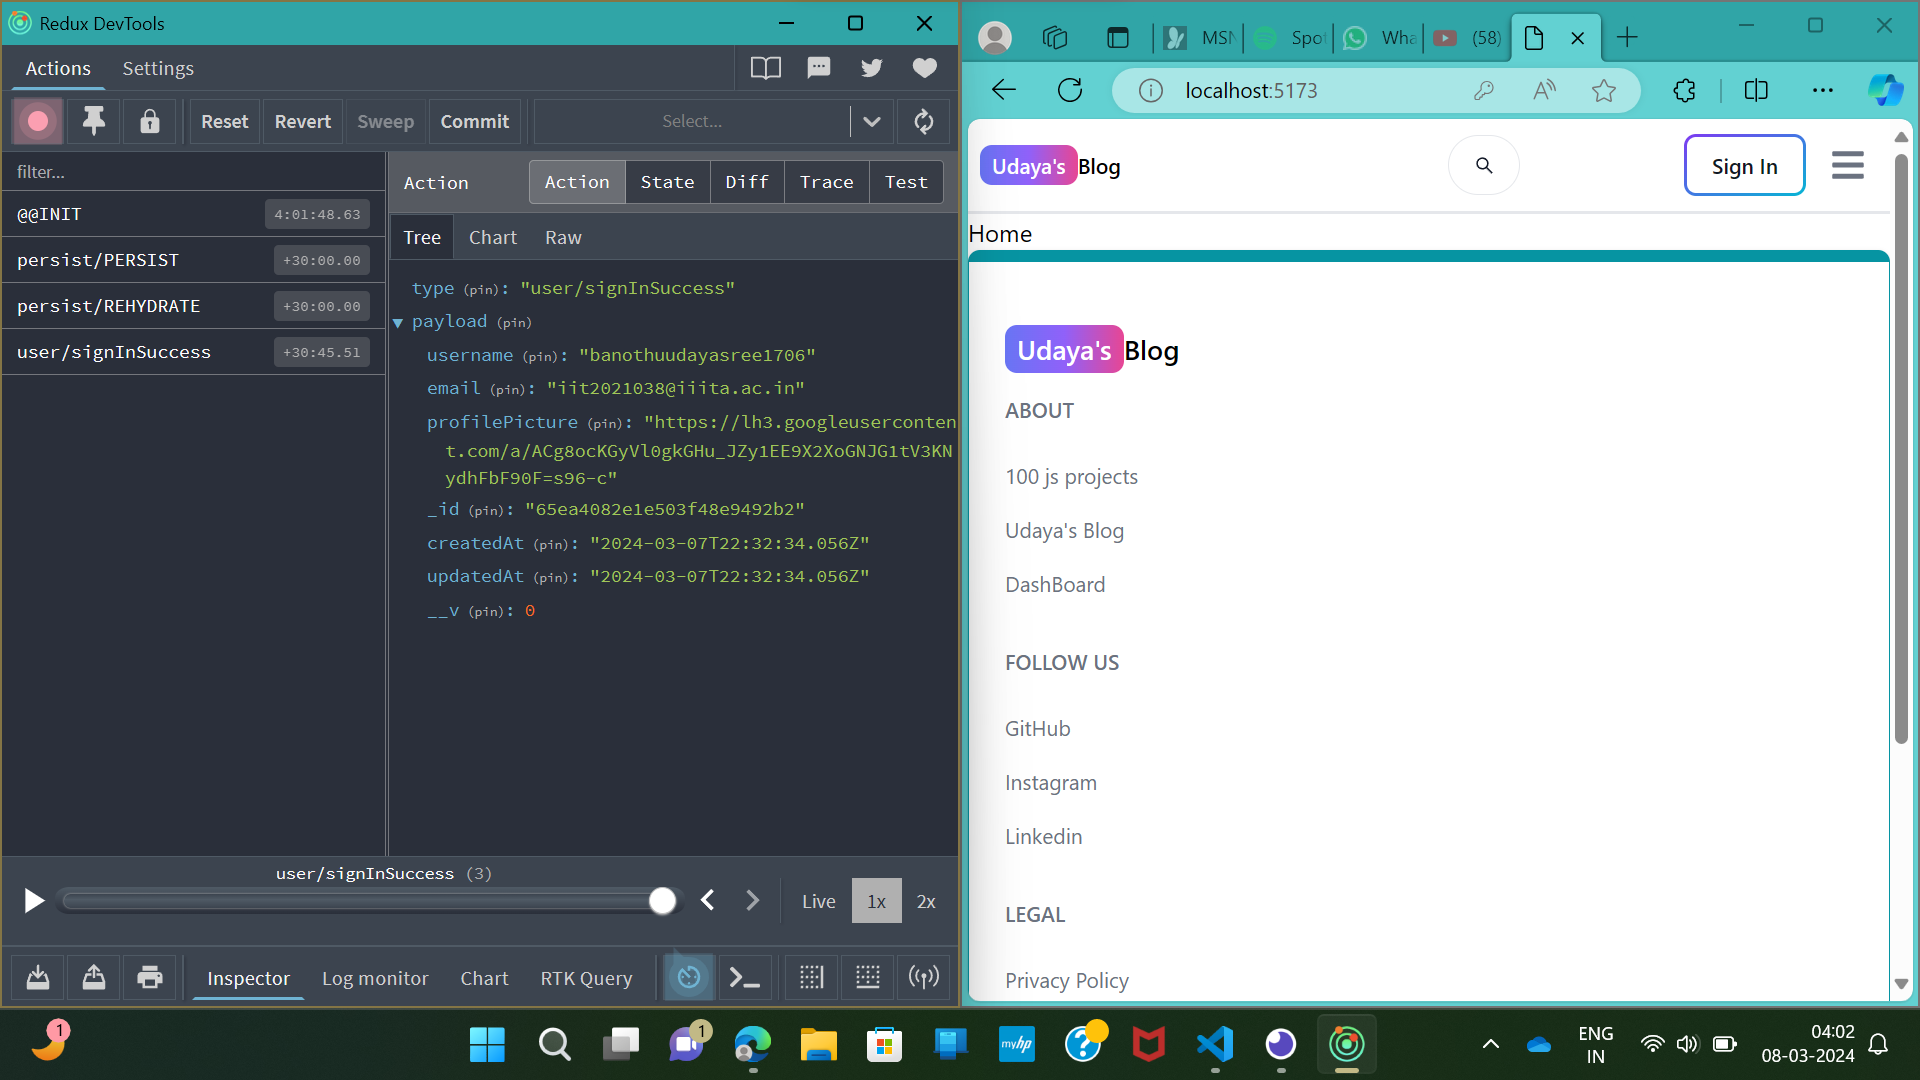 Redux DevTools
Actions
Settings
Reset
Revert
Sweep
Commit
Select...
filter...
@@INIT
4:01:48.63
persist/PERSIST
+30:00.00
persist/REHYDRATE
+30:00.00
user/signInSuccess
+30:45.51
Action
Action
State
Diff
Trace
Test
Tree
Chart
Raw
type (pin): "user/signInSuccess"
payload (pin)
username (pin): "banothuudayasree1706"
email (pin): "iit2021038@iiita.ac.in"
profilePicture (pin): "https://lh3.googleuserconten
t.com/a/ACg8ocKGyVl0gkGHu_JZy1EE9X2XoGNJG1tV3KN
ydhFbF90F=s96-c"
_id (pin): "65ea4082e1e503f48e9492b2"
createdAt (pin): "2024-03-07T22:32:34.056Z"
updatedAt (pin): "2024-03-07T22:32:34.056Z"
__v (pin): 0
user/signInSuccess (3)
Live
1x
2x
Inspector
Log monitor
Chart
RTK Query
MSN
Spot
Wha
(58)
localhost:5173
Udaya's Blog
Sign In
Home
Udaya's Blog
ABOUT
100 js projects
Udaya's Blog
DashBoard
FOLLOW US
GitHub
Instagram
Linkedin
LEGAL
Privacy Policy
1
1
myhp
ENG
IN
04:02
08-03-2024